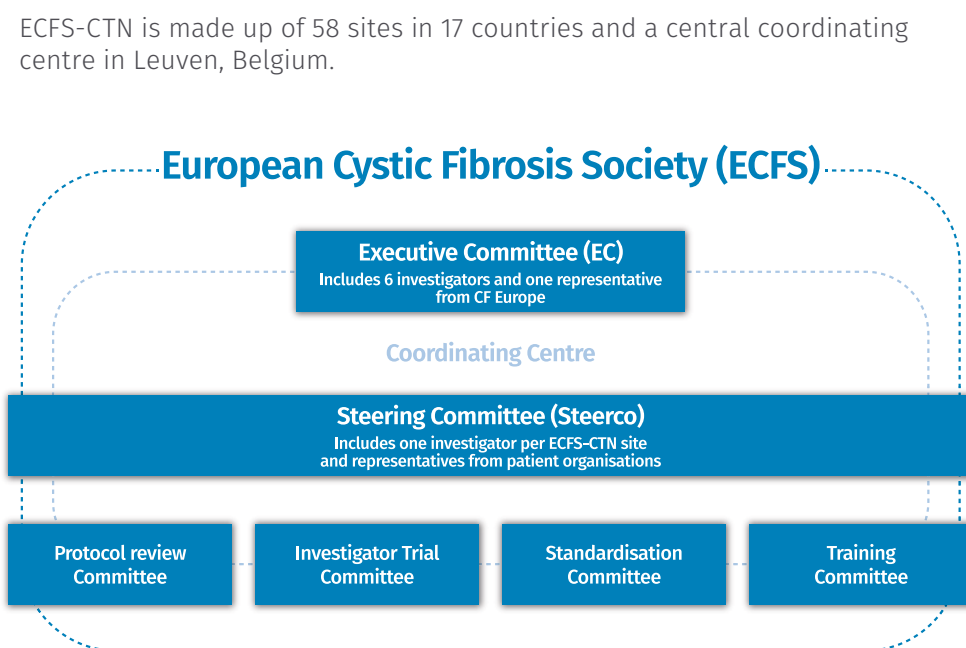 ECFS-CTN is made up of 58 sites in 17 countries and a central coordinating
centre in Leuven, Belgium.
European Cystic Fibrosis Society (ECFS)
Executive Committee (EC)
Includes 6 investigators and one representative
from CF Europe
Coordinating Centre
Steering Committee (Steerco)
Includes one investigator per ECFS-CTN site
and representatives from patient organisations
Protocol review
Committee
Investigator Trial
Committee
Standardisation
Committee
Training
Committee